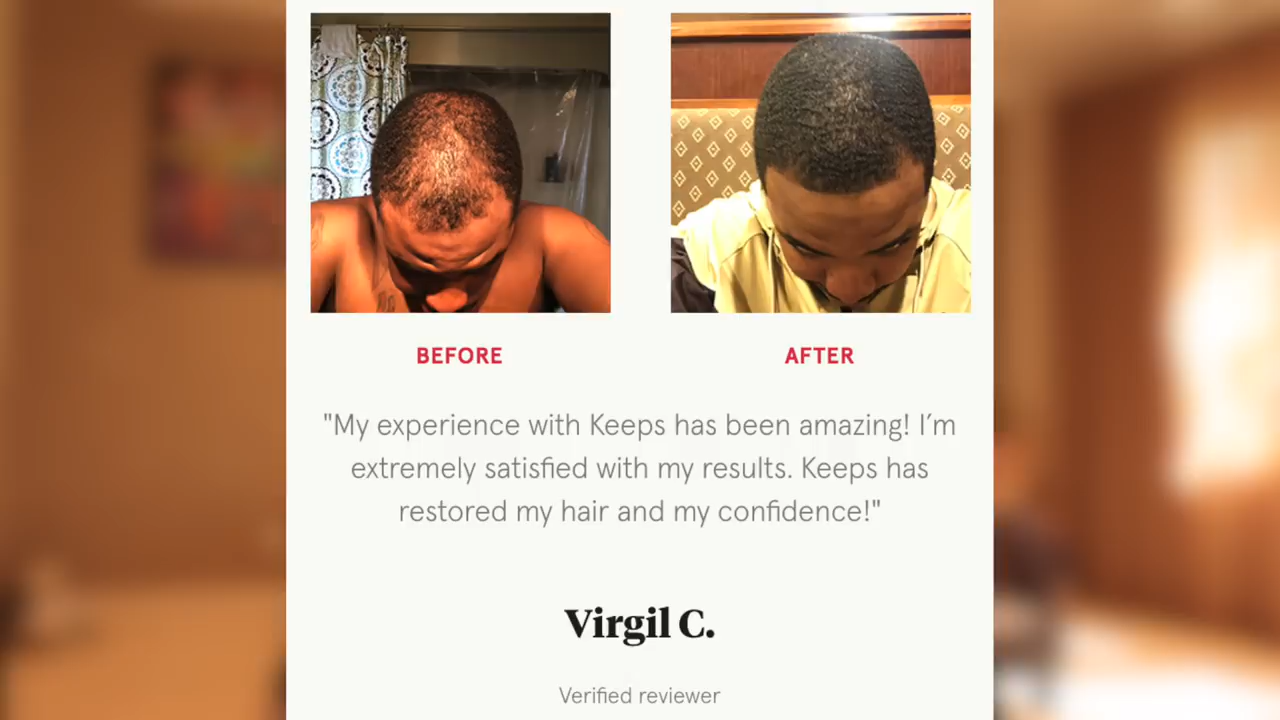 BEFORE
AFTER
"My experience with Keeps has been amazing! I’m
extremely satisfied with my results. Keeps has
restored my hair and my confidence!"
Virgil C.
Verified reviewer